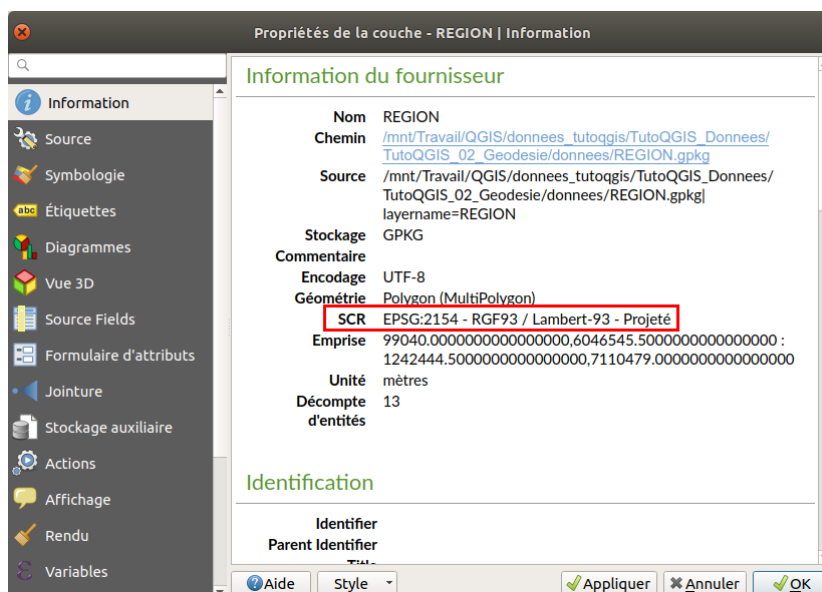 Propriétés de la couche - REGION | Information
Information
Source
Symbologie
abc Étiquettes
Diagrammes
Vue 3D
Source Fields
Formulaire d'attributs
Jointure
Stockage auxiliaire
Actions
Affichage
Rendu
Variables
Information du fournisseur
Nom REGION
Chemin /mnt/Travail/QGIS/donnees_tutoqgis/TutoQGIS_Donnees/
TutoQGIS_02_Geodesie/donnees/REGION.gpkg
Source /mnt/Travail/QGIS/donnees_tutoqgis/TutoQGIS_Donnees/
TutoQGIS_02_Geodesie/donnees/REGION.gpkg|
layername=REGION
Stockage GPKG
Commentaire
Encodage UTF-8
Géométrie Polygon (MultiPolygon)
SCR EPSG:2154 - RGF93 / Lambert-93 - Projeté
Emprise 99040.0000000000000000,6046545.5000000000000000 :
1242444.5000000000000000,7110479.0000000000000000
Unité mètres
Décompte 13
d'entités
Identification
Identifier
Parent Identifier
Title
Aide
Style
Appliquer
Annuler
OK